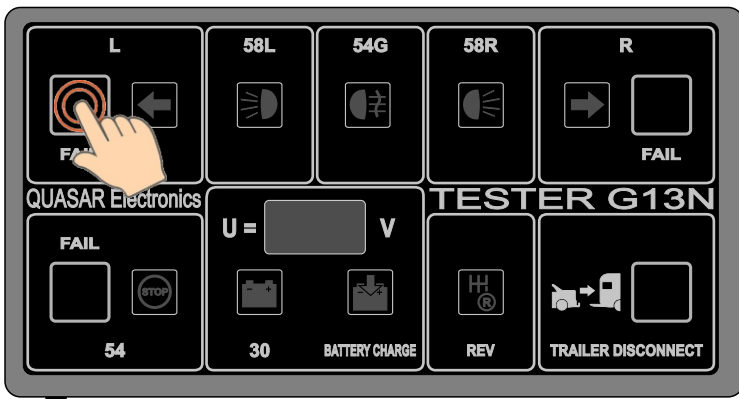 L 58L 54G 58R R
FAIL FAIL
QUASAR Electronics TESTER G13N
FAIL U = V
- +
STOP R
54 30 BATTERY CHARGE REV TRAILER DISCONNECT